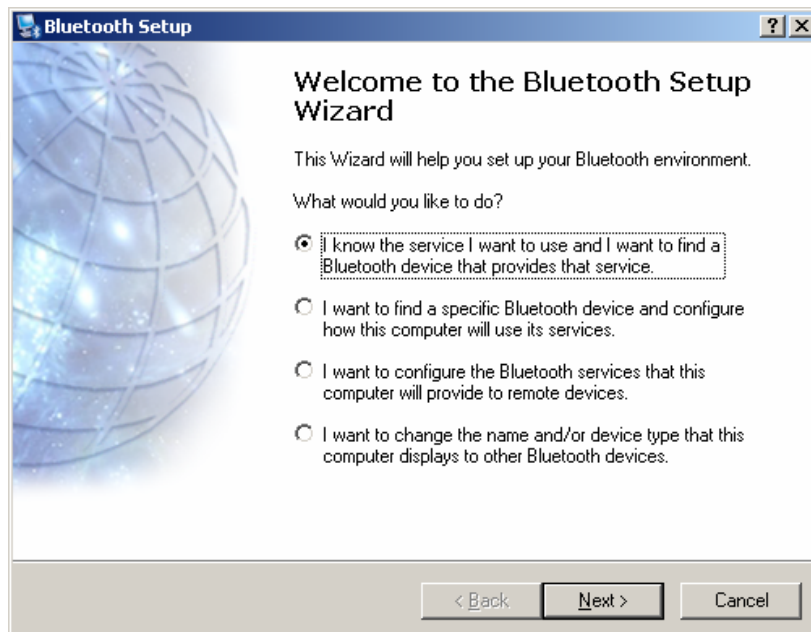 Bluetooth Setup
Welcome to the Bluetooth Setup
Wizard
This Wizard will help you set up your Bluetooth environment.
What would you like to do?
I know the service I want to use and I want to find a
Bluetooth device that provides that service.
I want to find a specific Bluetooth device and configure
how this computer will use its services.
I want to configure the Bluetooth services that this
computer will provide to remote devices.
I want to change the name and/or device type that this
computer displays to other Bluetooth devices.
< Back
Next >
Cancel